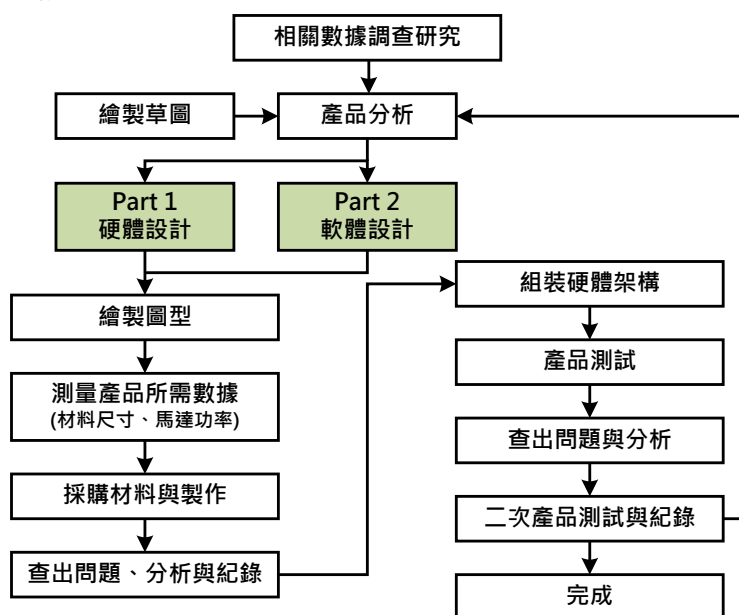 相關數據調查研究
繪製草圖
產品分析
Part 1
硬體設計
Part 2
軟體設計
繪製圖型
測量產品所需數據
(材料尺寸、馬達功率)
採購材料與製作
查出問題、分析與紀錄
組裝硬體架構
產品測試
查出問題與分析
二次產品測試與紀錄
完成